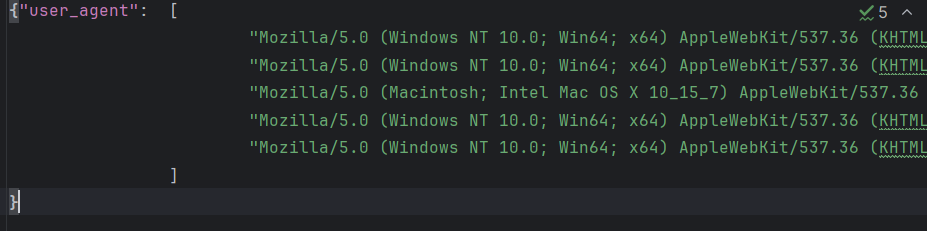 {"user_agent":  [
5
"Mozilla/5.0 (Windows NT 10.0; Win64; x64) AppleWebKit/537.36 (KHTML
"Mozilla/5.0 (Windows NT 10.0; Win64; x64) AppleWebKit/537.36 (KHTML
"Mozilla/5.0 (Macintosh; Intel Mac OS X 10_15_7) AppleWebKit/537.36
"Mozilla/5.0 (Windows NT 10.0; Win64; x64) AppleWebKit/537.36 (KHTML
"Mozilla/5.0 (Windows NT 10.0; Win64; x64) AppleWebKit/537.36 (KHTML
]
}